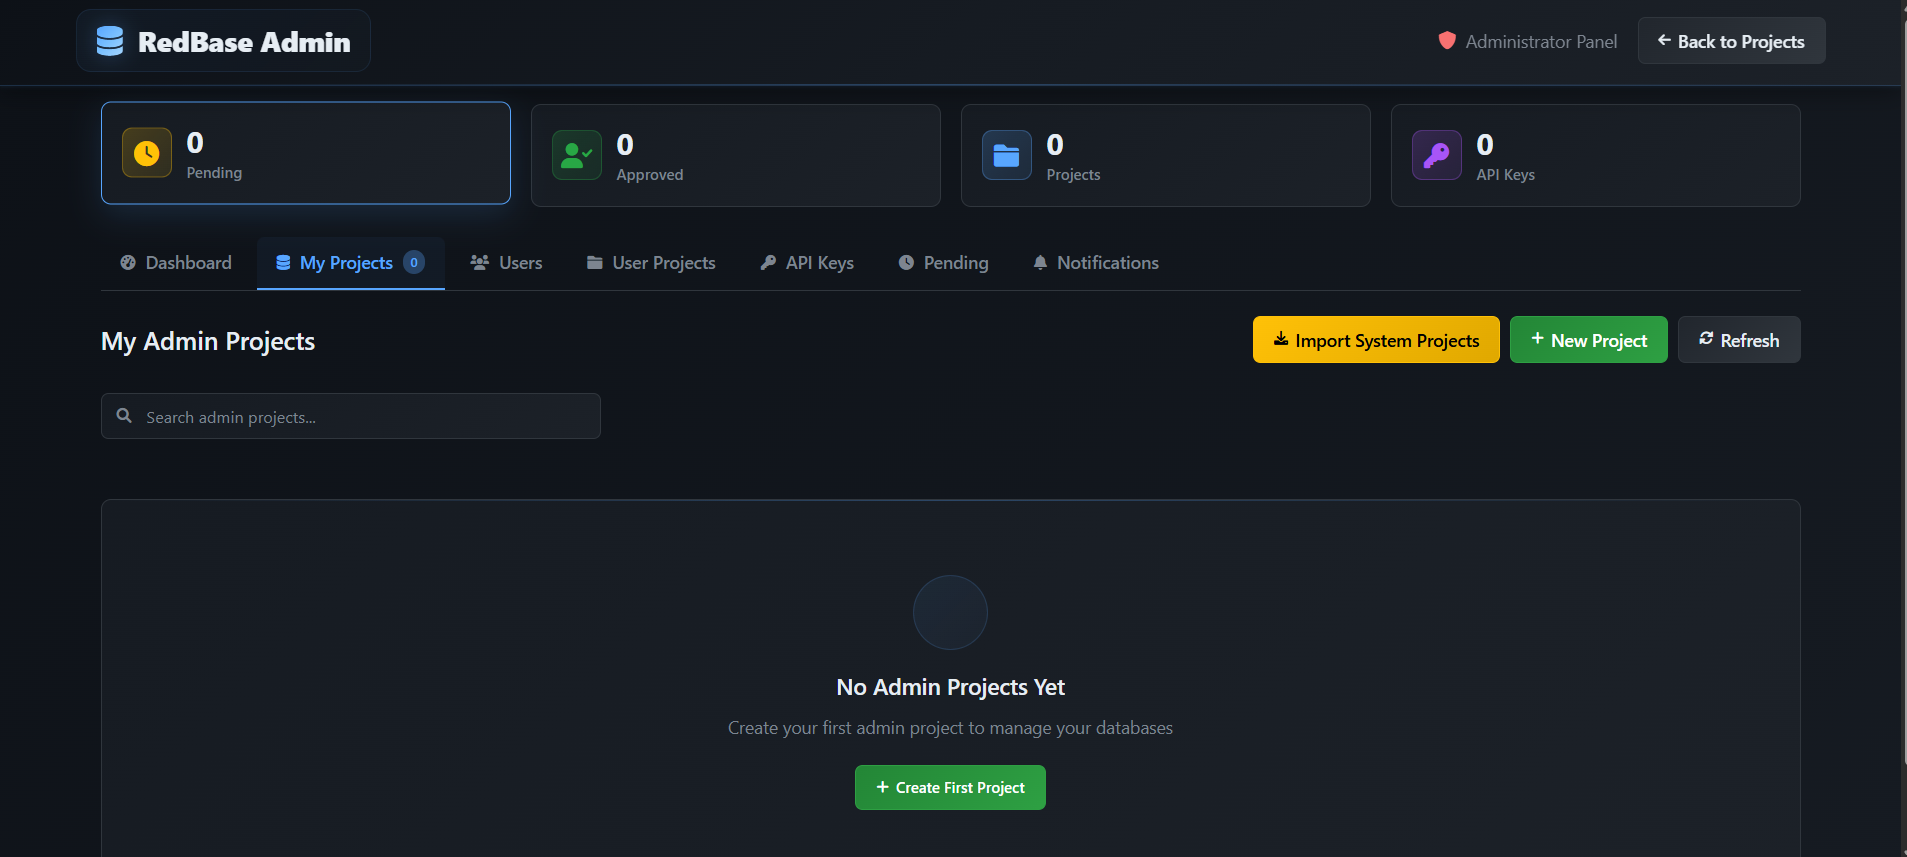 RedBase Admin
Administrator Panel
Back to Projects
0
Pending
0
Approved
0
Projects
0
API Keys
Dashboard
My Projects 0
Users
User Projects
API Keys
Pending
Notifications
My Admin Projects
Import System Projects
New Project
Refresh
Search admin projects...
No Admin Projects Yet
Create your first admin project to manage your databases
Create First Project